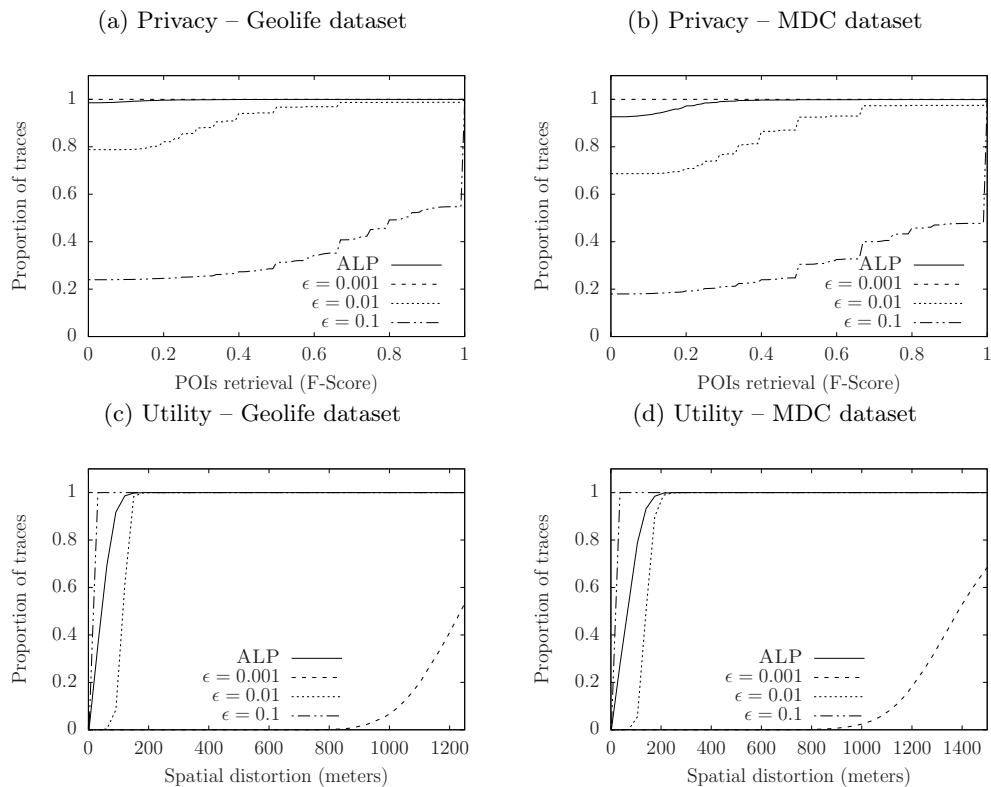 (a) Privacy – Geolife dataset
Proportion of traces
1
0.8
0.6
0.4
0.2
0
0 0.2 0.4 0.6 0.8 1
POIs retrieval (F-Score)
ALP
ϵ = 0.001
ϵ = 0.01
ϵ = 0.1
(b) Privacy – MDC dataset
Proportion of traces
1
0.8
0.6
0.4
0.2
0
0 0.2 0.4 0.6 0.8 1
POIs retrieval (F-Score)
ALP
ϵ = 0.001
ϵ = 0.01
ϵ = 0.1
(c) Utility – Geolife dataset
Proportion of traces
1
0.8
0.6
0.4
0.2
0
0 200 400 600 800 1000 1200
Spatial distortion (meters)
ALP
ϵ = 0.001
ϵ = 0.01
ϵ = 0.1
(d) Utility – MDC dataset
Proportion of traces
1
0.8
0.6
0.4
0.2
0
0 200 400 600 800 1000 1200 1400
Spatial distortion (meters)
ALP
ϵ = 0.001
ϵ = 0.01
ϵ = 0.1